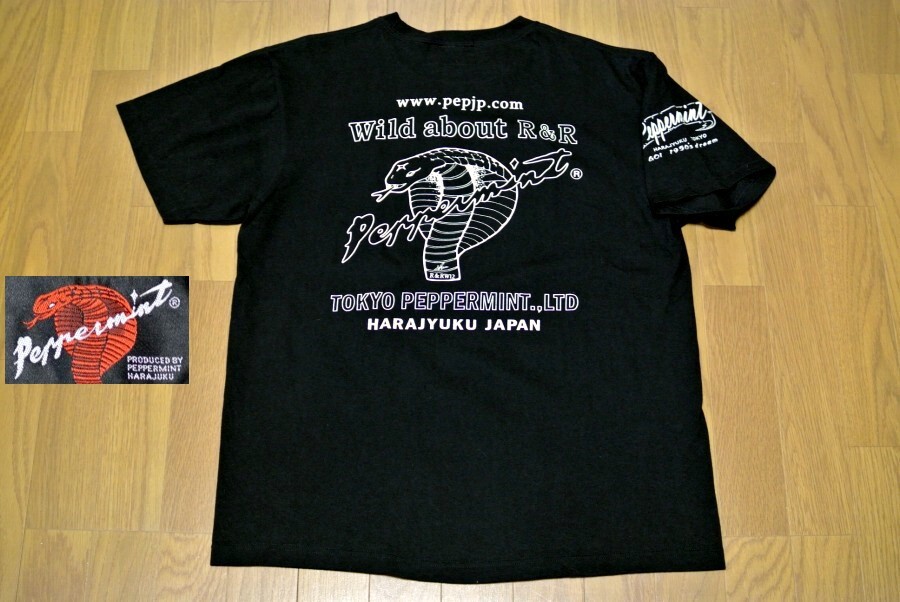 www.pepjp.com
Wild about R&R
Peppermint®
R&RW12
TOKYO PEPPERMINT.,LTD
HARAJYUKU JAPAN
Peppermint
HARAJYUKU TOKYO
1950's dream
Peppermint®
PRODUCED BY
PEPPERMINT
HARAJUKU